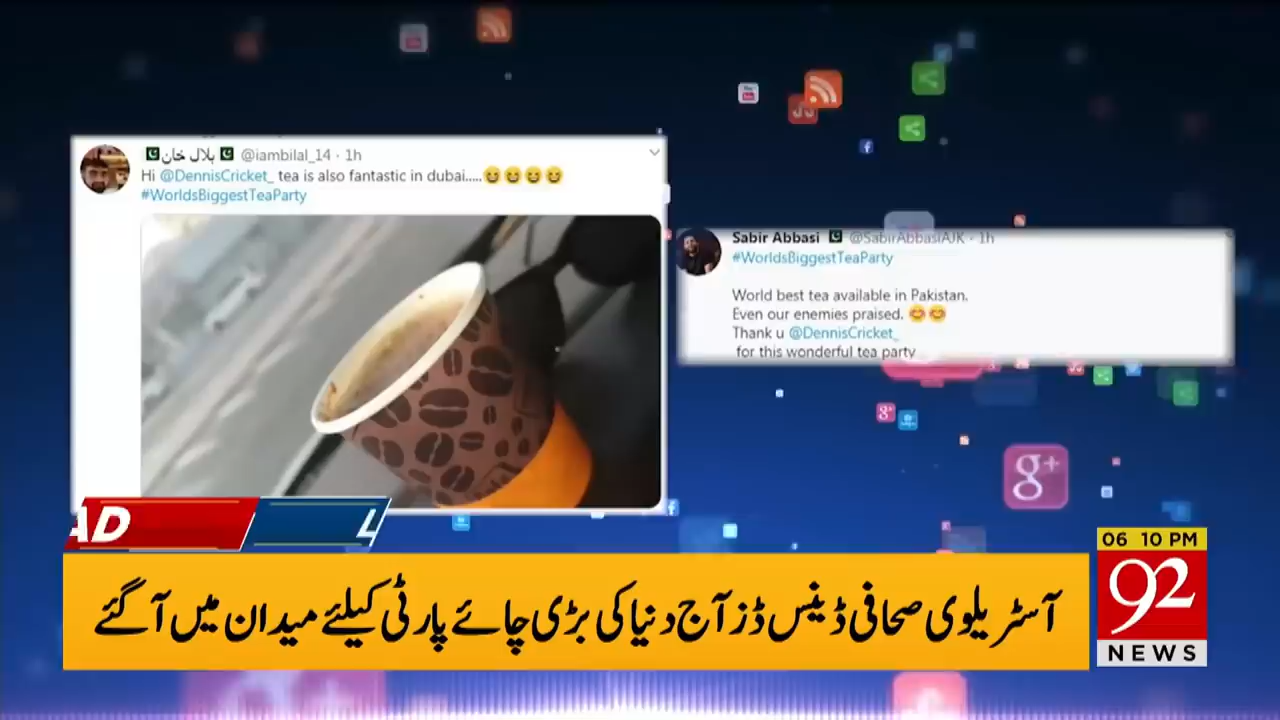 بلال خان @iambilal_14 · 1h
Hi @DennisCricket_ tea is also fantastic in dubai.....😄😄😄😄
#WorldsBiggestTeaParty
Sabir Abbasi @SabirAbbasiAJK · 1h
#WorldsBiggestTeaParty
World best tea available in Pakistan.
Even our enemies praised. 😊😊
Thank u @DennisCricket_
for this wonderful tea party
AD
L
آسٹریلوی صحافی ڈینس ڈز آج دنیا کی بڑی چائے پارٹی کیلئے میدان میں آگئے
06 10 PM
92
NEWS